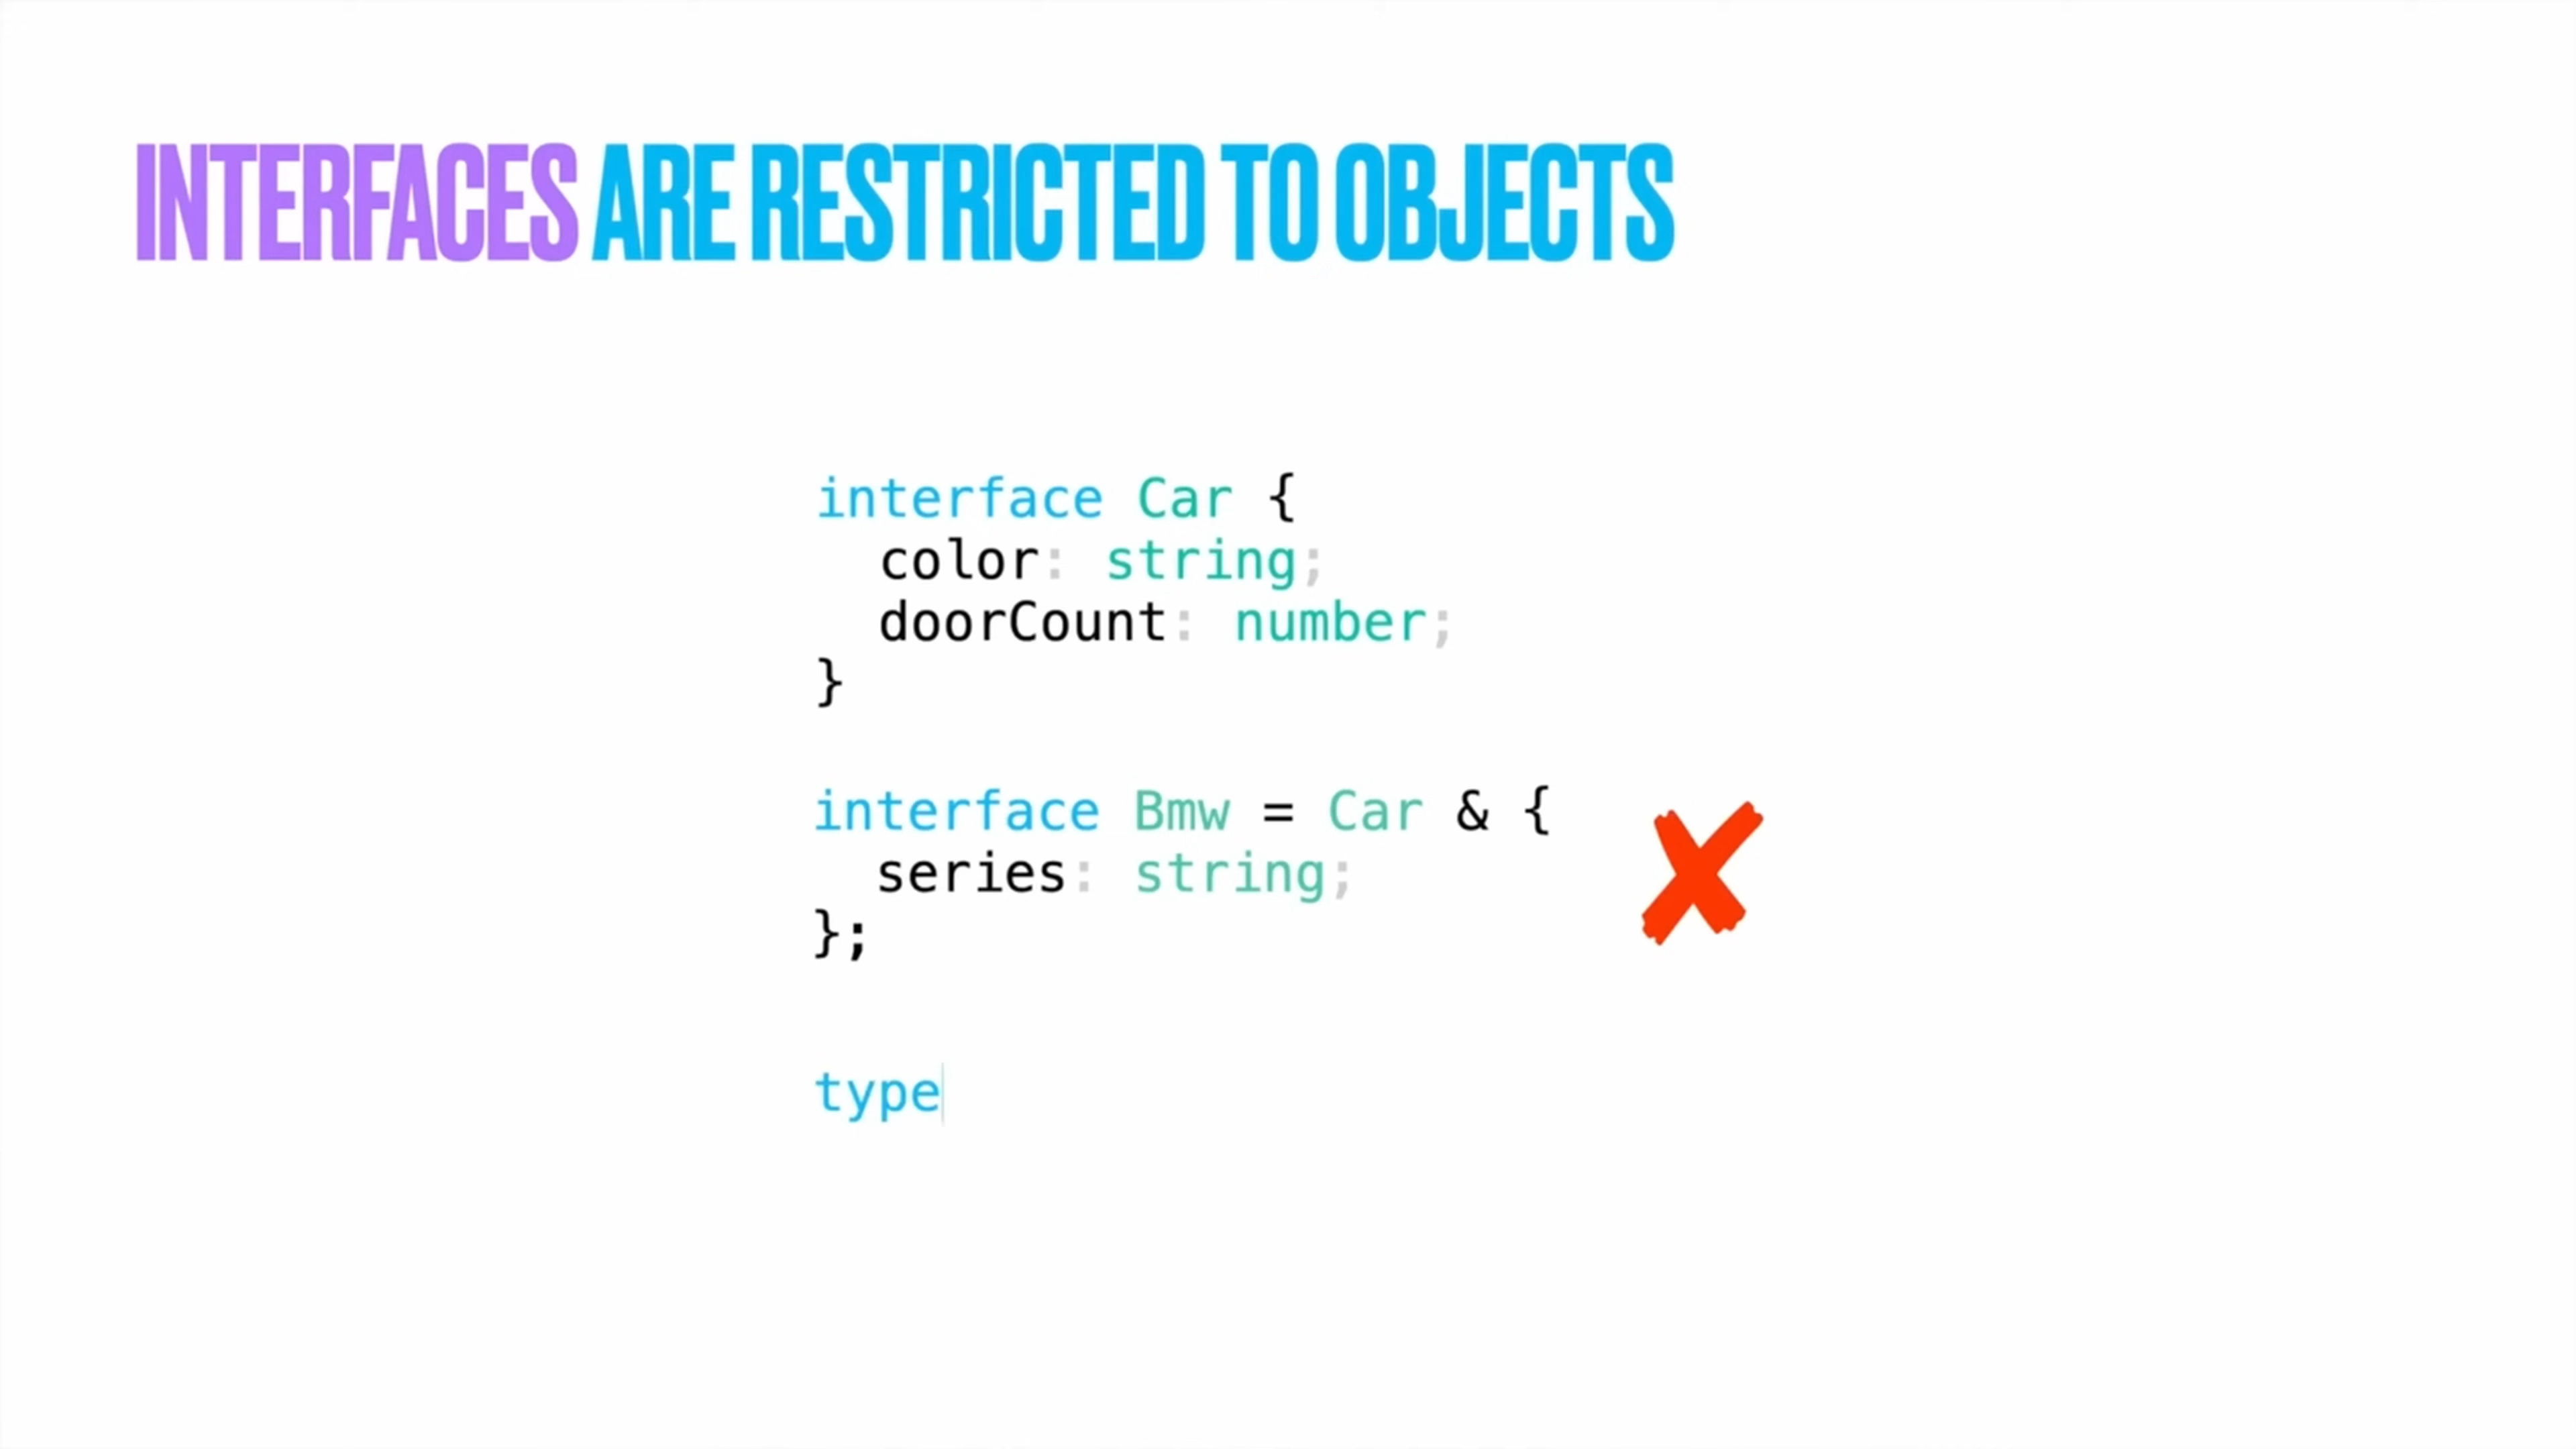 INTERFACES ARE RESTRICTED TO OBJECTS
interface Car {
  color: string;
  doorCount: number;
}
interface Bmw = Car & {
  series: string;
};
type